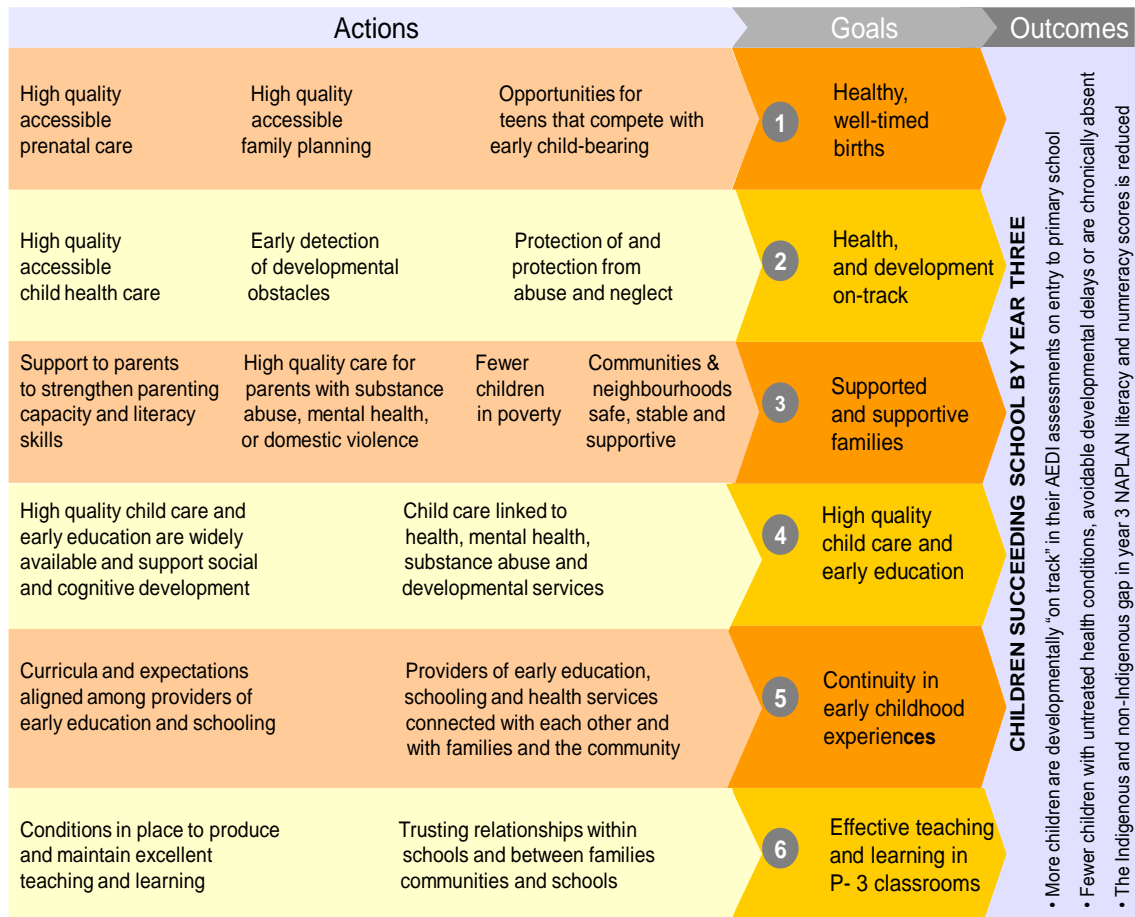 Actions
Goals
Outcomes
High quality
accessible
prenatal care
High quality
accessible
family planning
Opportunities for
teens that compete with
early child-bearing
1
Healthy,
well-timed
births
High quality
accessible
child health care
Early detection
of developmental
obstacles
Protection of and
protection from
abuse and neglect
2
Health,
and development
on-track
Support to parents
to strengthen parenting
capacity and literacy
skills
High quality care for
parents with substance
abuse, mental health,
or domestic violence
Fewer
children
in poverty
Communities &
neighbourhoods
safe, stable and
supportive
3
Supported
and supportive
families
High quality child care and
early education are widely
available and support social
and cognitive development
Child care linked to
health, mental health,
substance abuse and
developmental services
4
High quality
child care and
early education
Curricula and expectations
aligned among providers of
early education and schooling
Providers of early education,
schooling and health services
connected with each other and
with families and the community
5
Continuity in
early childhood
experiences
Conditions in place to produce
and maintain excellent
teaching and learning
Trusting relationships within
schools and between families
communities and schools
6
Effective teaching
and learning in
P- 3 classrooms
CHILDREN SUCCEEDING SCHOOL BY YEAR THREE
• More children are developmentally “on track” in their AEDI assessments on entry to primary school
• Fewer children with untreated health conditions, avoidable developmental delays or are chronically absent
• The Indigenous and non-Indigenous gap in year 3 NAPLAN literacy and numreracy scores is reduced